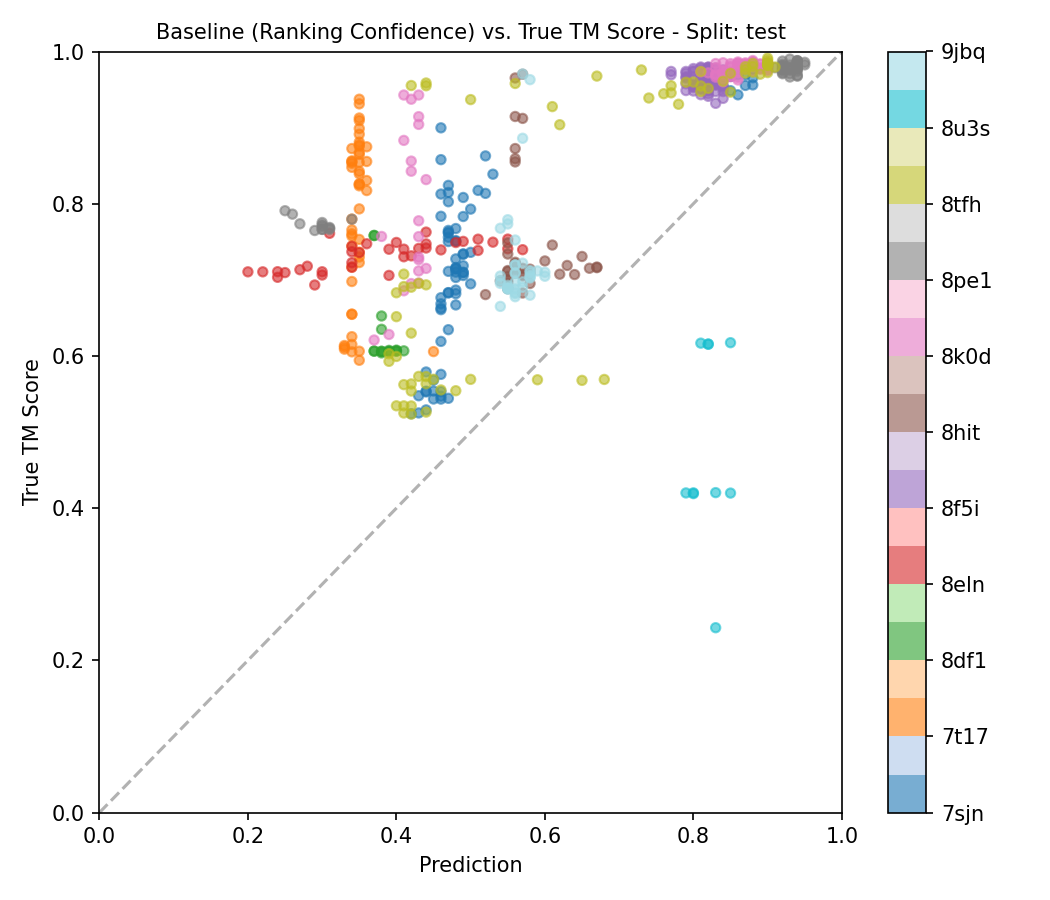 Baseline (Ranking Confidence) vs. True TM Score - Split: test
1.0
0.8
0.6
0.4
0.2
0.0
True TM Score
0.0
0.2
0.4
0.6
0.8
1.0
Prediction
9jbq
8u3s
8tfh
8pe1
8k0d
8hit
8f5i
8eln
8df1
7t17
7sjn